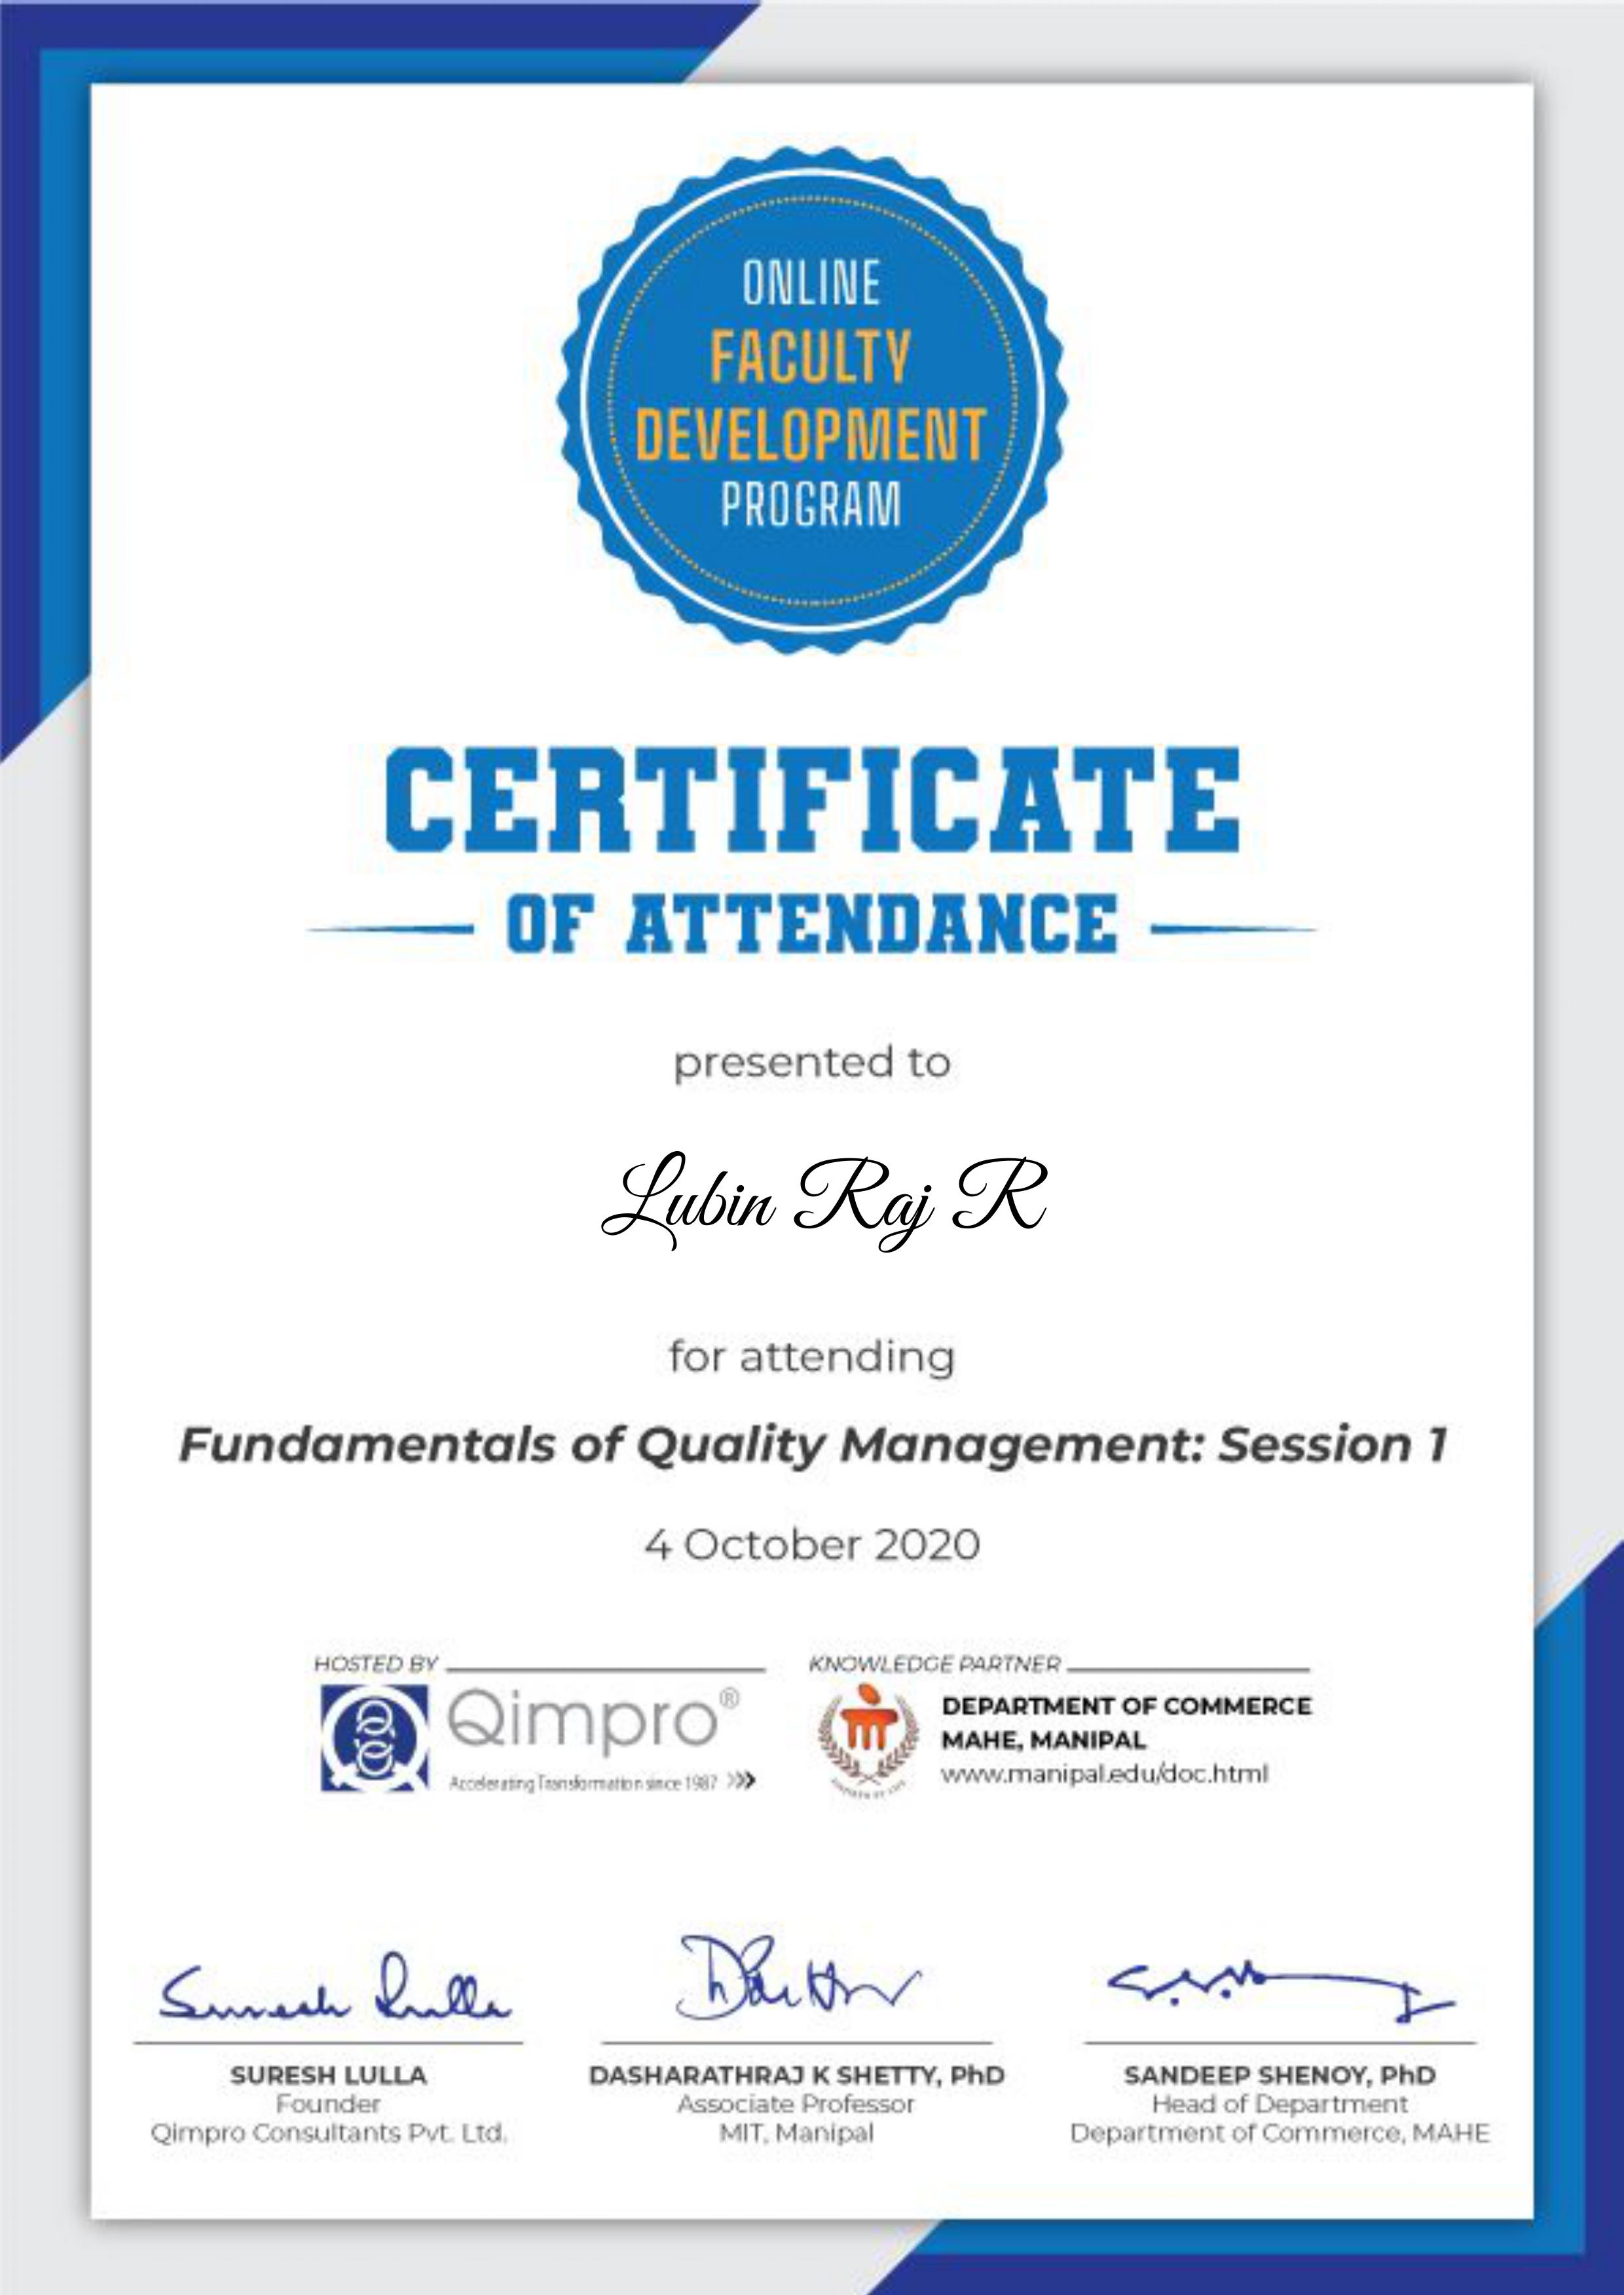 ONLINE
FACULTY
DEVELOPMENT
PROGRAM
CERTIFICATE
OF ATTENDANCE
presented to
Lubin Raj R
for attending
Fundamentals of Quality Management: Session 1
4 October 2020
HOSTED BY
Qimpro®
Accelerating Transformation since 1987
KNOWLEDGE PARTNER
DEPARTMENT OF COMMERCE
MAHE, MANIPAL
www.manipal.edu/doc.html
Suresh Lulla
SURESH LULLA
Founder
Qimpro Consultants Pvt. Ltd.
DASHARATHRAJ K SHETTY, PhD
Associate Professor
MIT, Manipal
SANDEEP SHENOY, PhD
Head of Department
Department of Commerce, MAHE